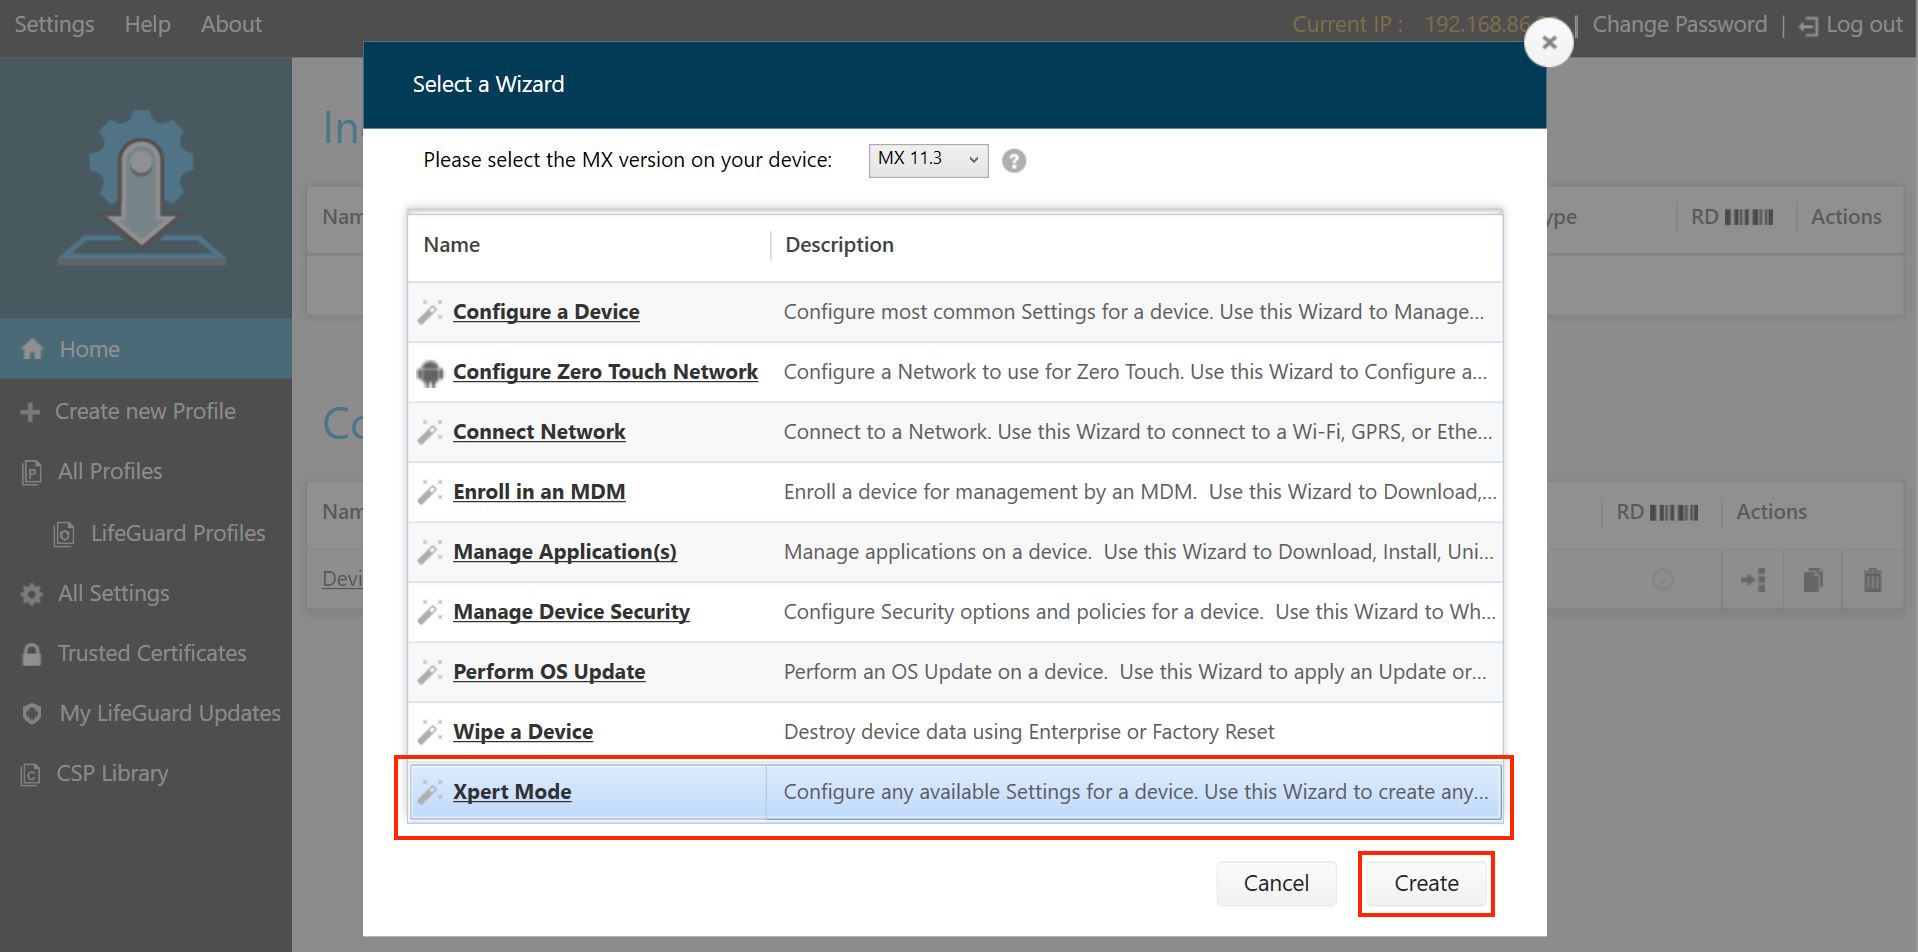 Settings Help About Current IP : 192.168.86 | Change Password | Log out
Select a Wizard
In
Please select the MX version on your device: MX 11.3 ?
Nam ype RD Actions
Name Description
Configure a Device Configure most common Settings for a device. Use this Wizard to Manage...
Home
Configure Zero Touch Network Configure a Network to use for Zero Touch. Use this Wizard to Configure a...
Create new Profile
Co
Connect Network Connect to a Network. Use this Wizard to connect to a Wi-Fi, GPRS, or Ethe...
All Profiles
Enroll in an MDM Enroll a device for management by an MDM.  Use this Wizard to Download,...
Nam RD Actions
LifeGuard Profiles
Manage Application(s) Manage applications on a device.  Use this Wizard to Download, Install, Uni...
Devi
All Settings
Manage Device Security Configure Security options and policies for a device.  Use this Wizard to Wh...
Trusted Certificates
Perform OS Update Perform an OS Update on a device.  Use this Wizard to apply an Update or...
My LifeGuard Updates
Wipe a Device Destroy device data using Enterprise or Factory Reset
CSP Library
Xpert Mode Configure any available Settings for a device. Use this Wizard to create any...
Cancel Create